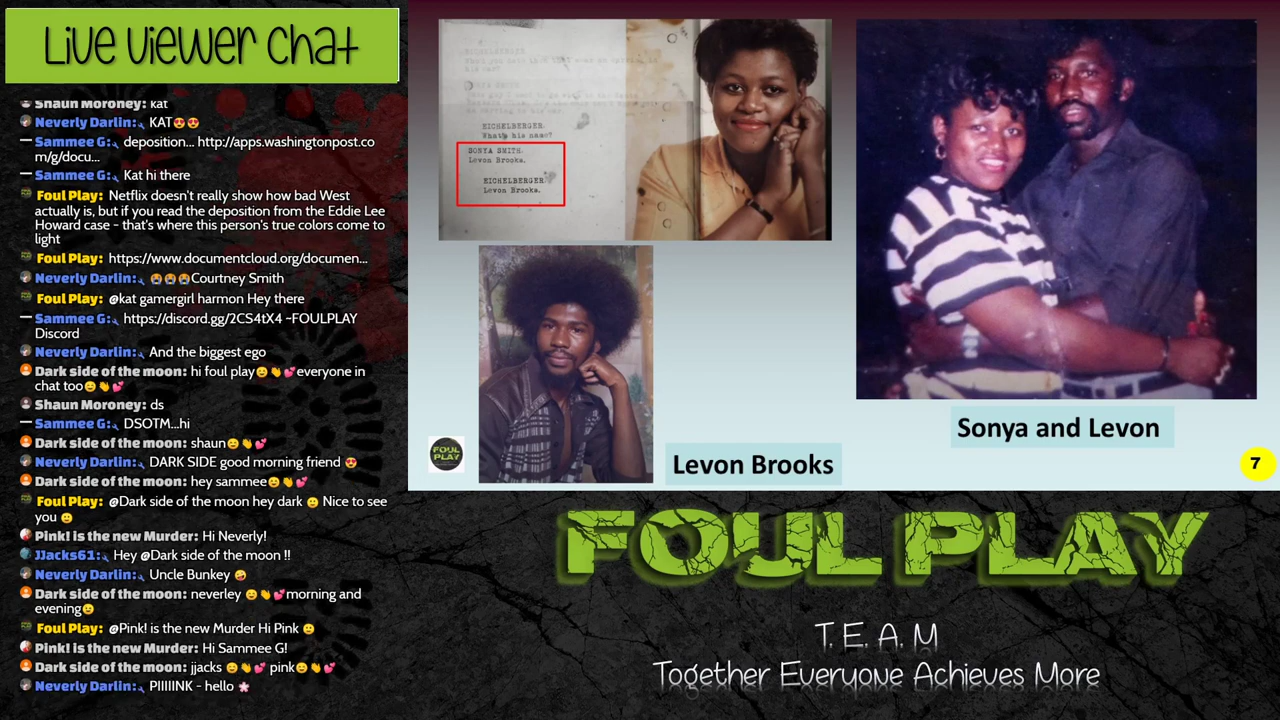 Live viewer chat
Shaun Moroney: kat
Neverly Darlin: KAT😍😍
Sammee G: deposition... http://apps.washingtonpost.co
m/g/docu...
Sammee G: Kat hi there
Foul Play: Netflix doesn't really show how bad West
actually is, but if you read the deposition from the Eddie Lee
Howard case - that's where this person's true colors come to
light
Foul Play: https://www.documentcloud.org/documen...
Neverly Darlin: 😭😭😭Courtney Smith
Foul Play: @kat gamergirl harmon Hey there
Sammee G: https://discord.gg/2CS4tX4 -FOULPLAY
Discord
Neverly Darlin: And the biggest ego
Dark side of the moon: hi foul play😊👏💕everyone in
chat too😊👏💕
Shaun Moroney: ds
Sammee G: DSOTM...hi
Dark side of the moon: shaun😊👏💕
Neverly Darlin: DARK SIDE good morning friend 😍
Dark side of the moon: hey sammee😊👏💕
Foul Play: @Dark side of the moon hey dark 🙂 Nice to see
you 🙂
Pink! is the new Murder: Hi Neverly!
JJacks61: Hey @Dark side of the moon !!
Neverly Darlin: Uncle Bunkey 🤪
Dark side of the moon: neverley 😊👏💕morning and
evening😊
Foul Play: @Pink! is the new Murder Hi Pink 🙂
Pink! is the new Murder: Hi Sammee G!
Dark side of the moon: jjacks 😊👏💕 pink😊👏💕
Neverly Darlin: PIIIIINK - hello 🌸
EICHELBERGER
What's his name?
SONYA SMITH.
Levon Brooks.
EICHELBERGER
Levon Brooks.
Sonya and Levon
Levon Brooks
FOUL
PLAY
7
FOUL PLAY
T. E. A. M
Together Everyone Achieves More